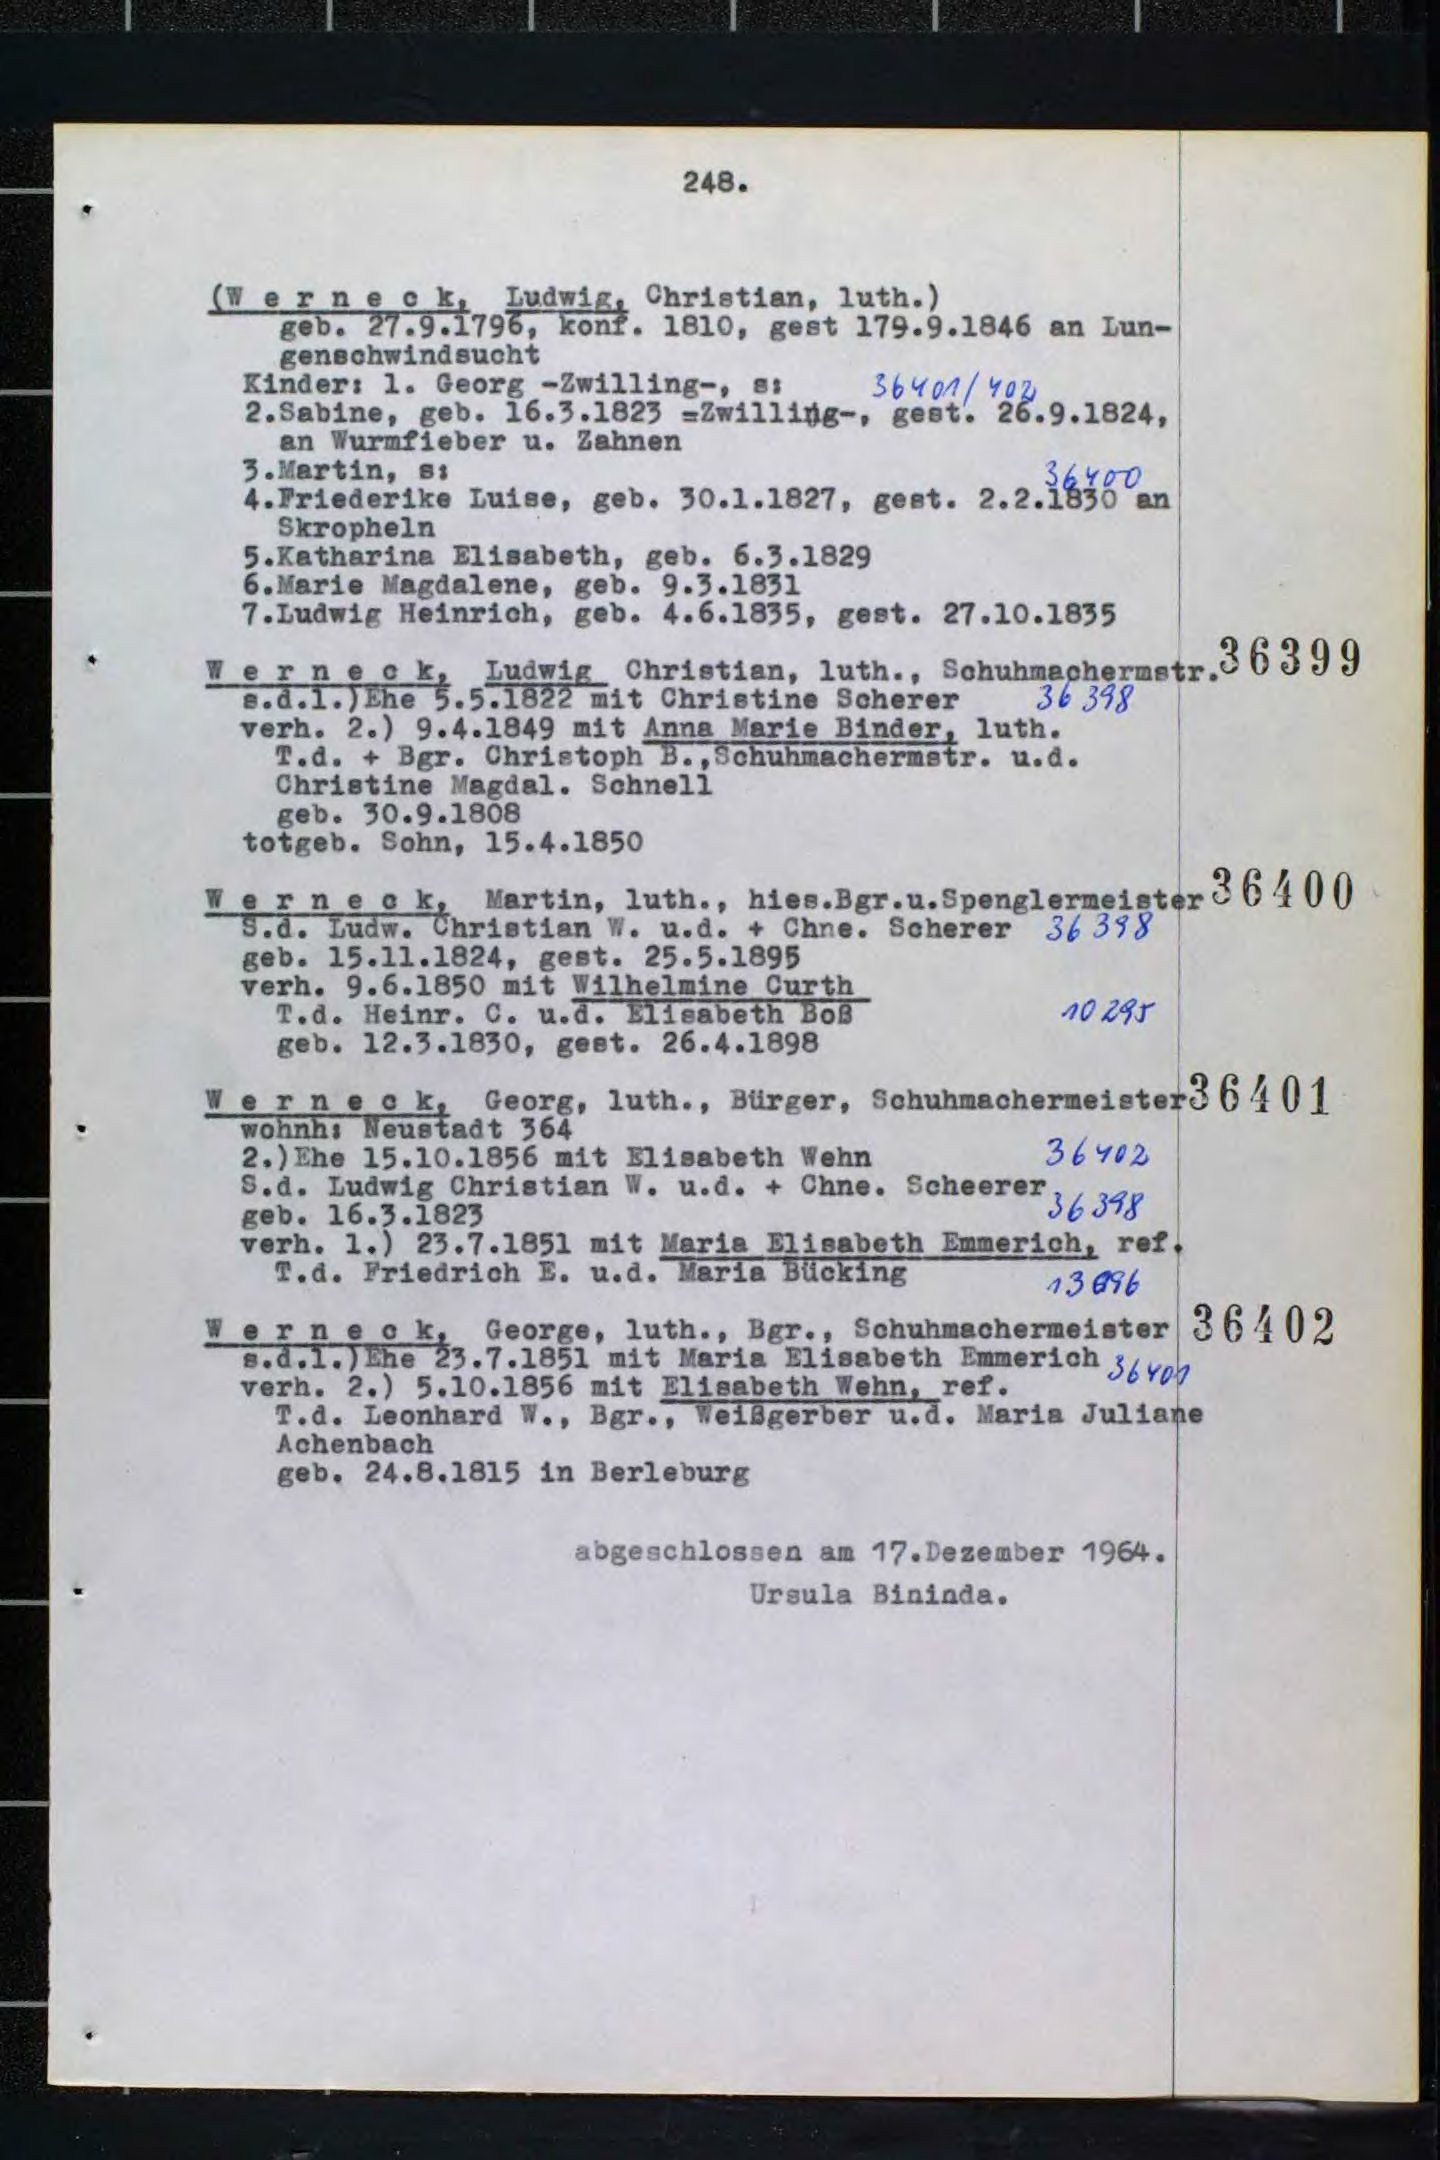 248.
(W e r n e c k, Ludwig, Christian, luth.)
geb. 27.9.1796, konf. 1810, gest 179.9.1846 an Lun-
genschwindsucht
Kinder: 1. Georg -Zwilling-, s: 36401/402
2.Sabine, geb. 16.3.1823 =Zwilling-, gest. 26.9.1824,
an Wurmfieber u. Zahnen
3.Martin, s: 36400
4.Friederike Luise, geb. 30.1.1827, gest. 2.2.1830 an
Skropheln
5.Katharina Elisabeth, geb. 6.3.1829
6.Marie Magdalene, geb. 9.3.1831
7.Ludwig Heinrich, geb. 4.6.1835, gest. 27.10.1835
W e r n e c k, Ludwig Christian, luth., Schuhmachermstr. 36399
s.d.1.)Ehe 5.5.1822 mit Christine Scherer 36398
verh. 2.) 9.4.1849 mit Anna Marie Binder, luth.
T.d. + Bgr. Christoph B.,Schuhmachermstr. u.d.
Christine Magdal. Schnell
geb. 30.9.1808
totgeb. Sohn, 15.4.1850
W e r n e c k, Martin, luth., hies.Bgr.u.Spenglermeister 36400
S.d. Ludw. Christian W. u.d. + Chne. Scherer 36398
geb. 15.11.1824, gest. 25.5.1895
verh. 9.6.1850 mit Wilhelmine Curth
T.d. Heinr. C. u.d. Elisabeth Boß 10295
geb. 12.3.1830, gest. 26.4.1898
W e r n e c k, Georg, luth., Bürger, Schuhmachermeister 36401
wohnh: Neustadt 364
2.)Ehe 15.10.1856 mit Elisabeth Wehn 36402
S.d. Ludwig Christian W. u.d. + Chne. Scheerer
geb. 16.3.1823 36398
verh. 1.) 23.7.1851 mit Maria Elisabeth Emmerich, ref.
T.d. Friedrich E. u.d. Maria Bücking
W e r n e c k, George, luth., Bgr., Schuhmachermeister 36402
s.d.1.)Ehe 23.7.1851 mit Maria Elisabeth Emmerich 36401
verh. 2.) 5.10.1856 mit Elisabeth Wehn, ref.
T.d. Leonhard W., Bgr., Weißgerber u.d. Maria Juliane
Achenbach
geb. 24.8.1815 in Berleburg
abgeschlossen am 17.Dezember 1964.
Ursula Bininda.